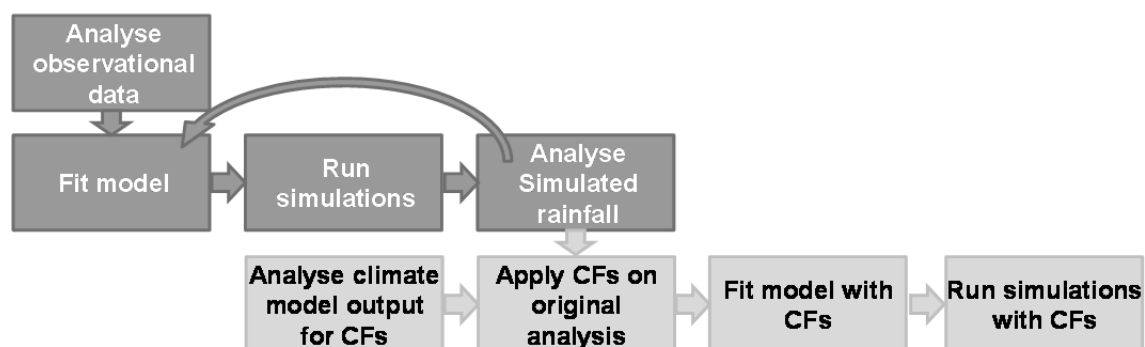 Analyse
observational
data
Fit model
Run
simulations
Analyse
Simulated
rainfall
Analyse climate
model output
for CFs
Apply CFs on
original
analysis
Fit model with
CFs
Run simulations
with CFs